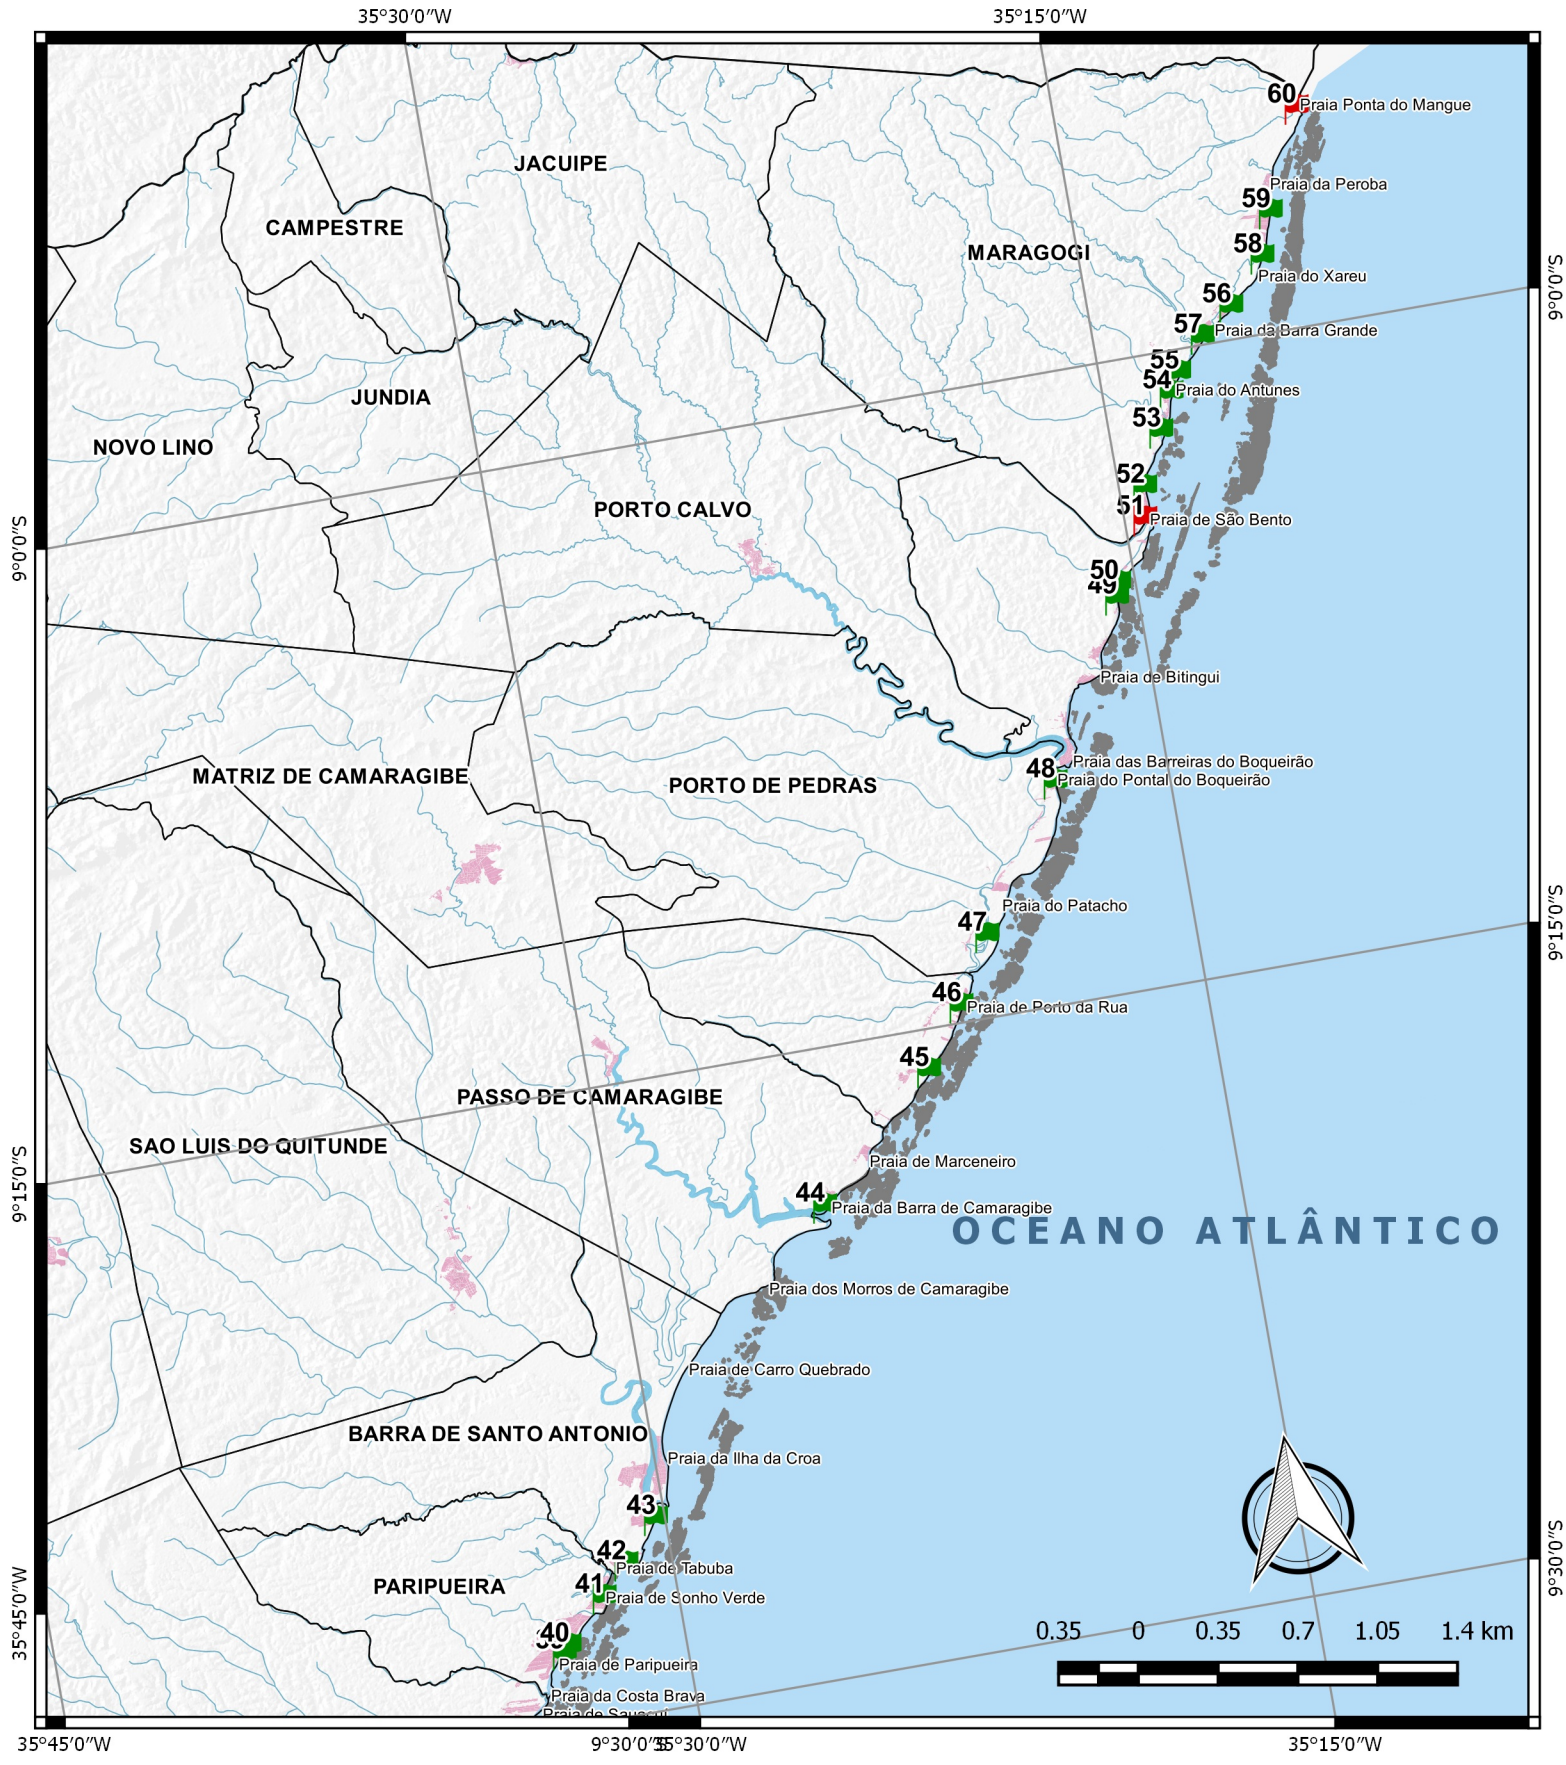 35°30'0"W
35°15'0"W
60
Praia Ponta do Mangue
JACUIPE
Praia da Peroba
59
CAMPESTRE
58
MARAGOGI
Praia do Xareu
9°0'0"S
56
57
Praia da Barra Grande
55
54
Praia do Antunes
JUNDIA
53
NOVO LINO
52
51
PORTO CALVO
Praia de São Bento
9°0'0"S
50
49
Praia de Bitingui
Praia das Barreiras do Boqueirão
48
Praia do Pontal do Boqueirão
MATRIZ DE CAMARAGIBE
PORTO DE PEDRAS
Praia do Patacho
47
9°15'0"S
46
Praia de Porto da Rua
45
PASSO DE CAMARAGIBE
SAO LUIS DO QUITUNDE
Praia de Marceneiro
9°15'0"S
44
Praia da Barra de Camaragibe
OCEANO ATLÂNTICO
Praia dos Morros de Camaragibe
Praia de Carro Quebrado
BARRA DE SANTO ANTONIO
Praia da Ilha da Croa
43
42
Praia de Tabuba
9°30'0"S
41
PARIPUEIRA
Praia de Sonho Verde
35°45'0"W
40
Praia de Paripueira
0.35 0 0.35 0.7 1.05 1.4 km
Praia da Costa Brava
35°45'0"W
9°30'0"S
35°30'0"W
35°15'0"W